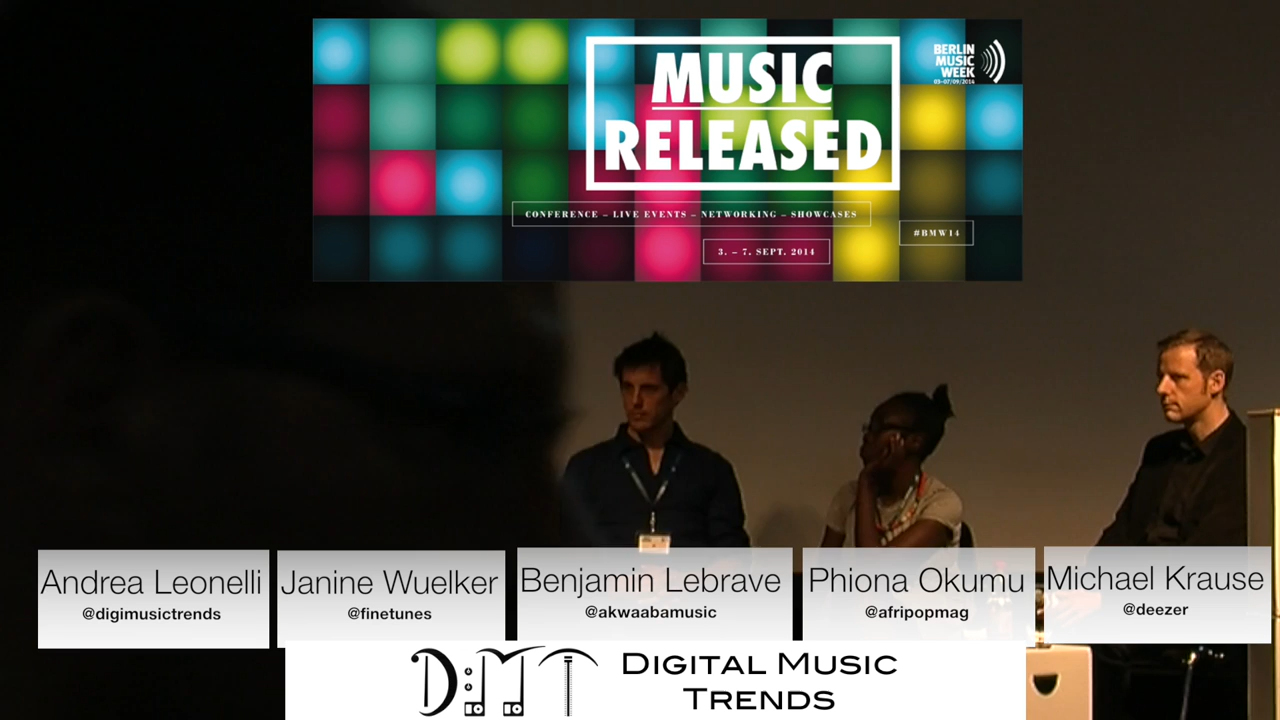 MUSIC
RELEASED
BERLIN
MUSIC
WEEK
03–07/09/2014
CONFERENCE – LIVE EVENTS – NETWORKING – SHOWCASES
#BMW14
3. – 7. SEPT. 2014
Andrea Leonelli
@digimusictrends
Janine Wuelker
@finetunes
Benjamin Lebrave
@akwaabamusic
Phiona Okumu
@afripopmag
Michael Krause
@deezer
DMT
DIGITAL MUSIC
TRENDS